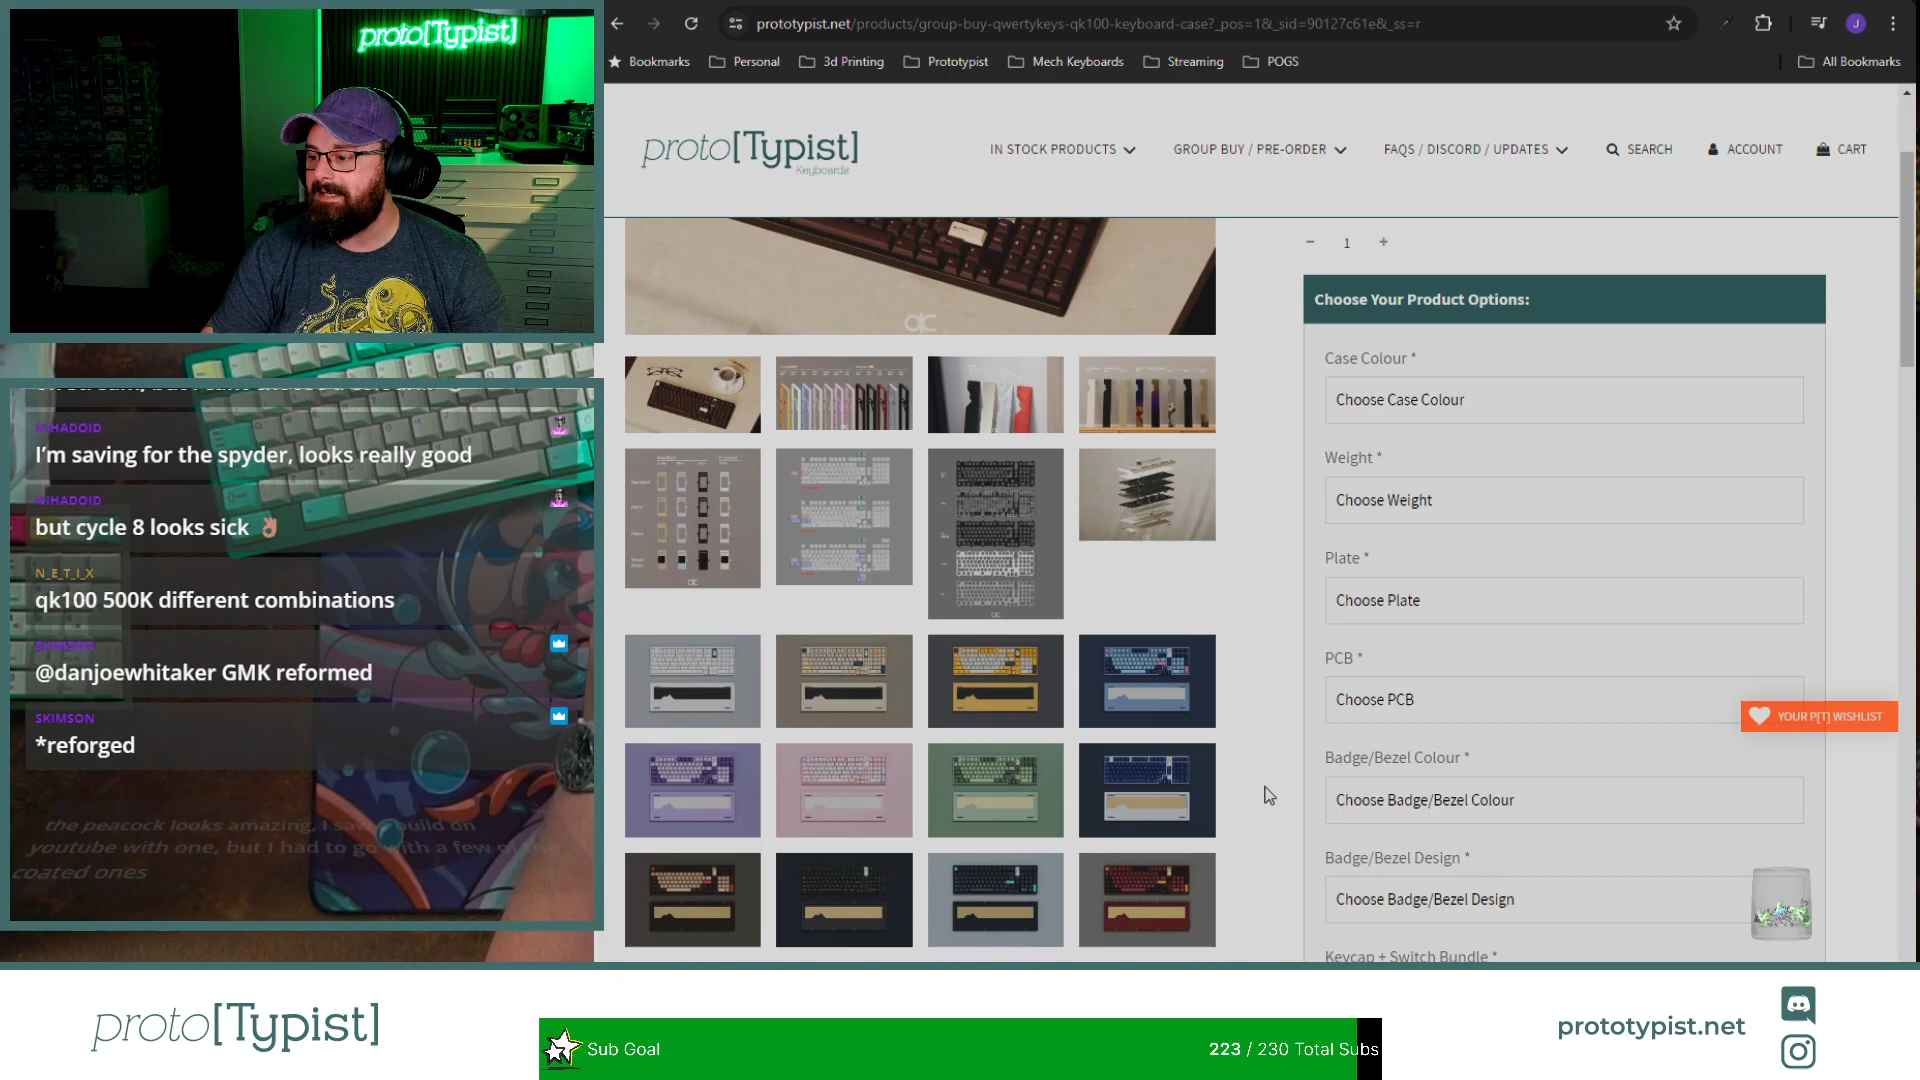 proto[Typist]
prototypist.net/products/group-buy-qwertykeys-qk100-keyboard-case?_pos=1&_sid=90127c61e&_ss=r
J
Bookmarks
Personal
3d Printing
Prototypist
Mech Keyboards
Streaming
POGS
All Bookmarks
proto[Typist]
Keyboards
IN STOCK PRODUCTS
GROUP BUY / PRE-ORDER
FAQS / DISCORD / UPDATES
SEARCH
ACCOUNT
CART
− 1 +
Choose Your Product Options:
Case Colour *
Choose Case Colour
Weight *
Choose Weight
Plate *
Choose Plate
PCB *
Choose PCB
YOUR P[T] WISHLIST
Badge/Bezel Colour *
Choose Badge/Bezel Colour
Badge/Bezel Design *
Choose Badge/Bezel Design
Keycap + Switch Bundle *
NIHADOID
I'm saving for the spyder, looks really good
NIHADOID
but cycle 8 looks sick 👌
N_E_T_I_X
qk100 500K different combinations
SKIMSON
@danjoewhitaker GMK reformed
SKIMSON
*reforged
the peacock looks amazing, I saw a build on
youtube with one, but I had to go with a few of the
coated ones
proto[Typist]
Sub Goal
223 / 230 Total Subs
prototypist.net